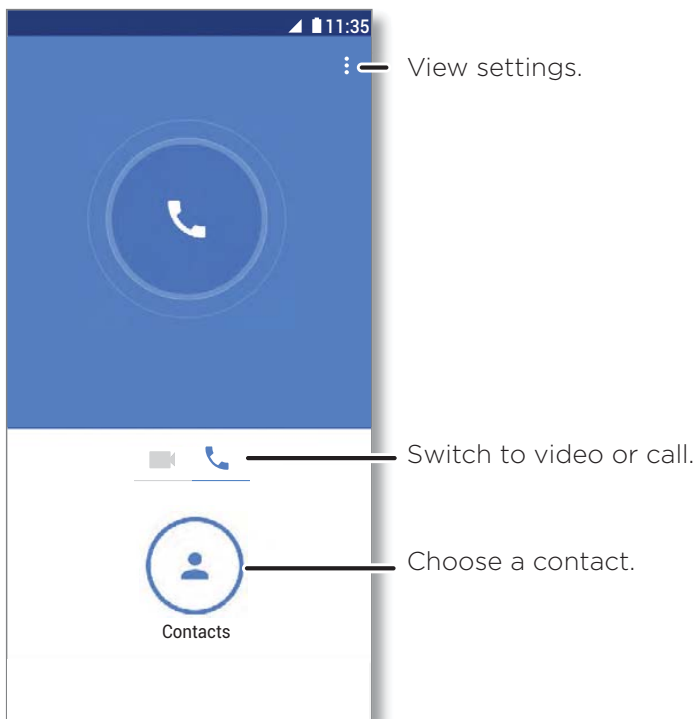 11:35
View settings.
Switch to video or call.
Choose a contact.
Contacts